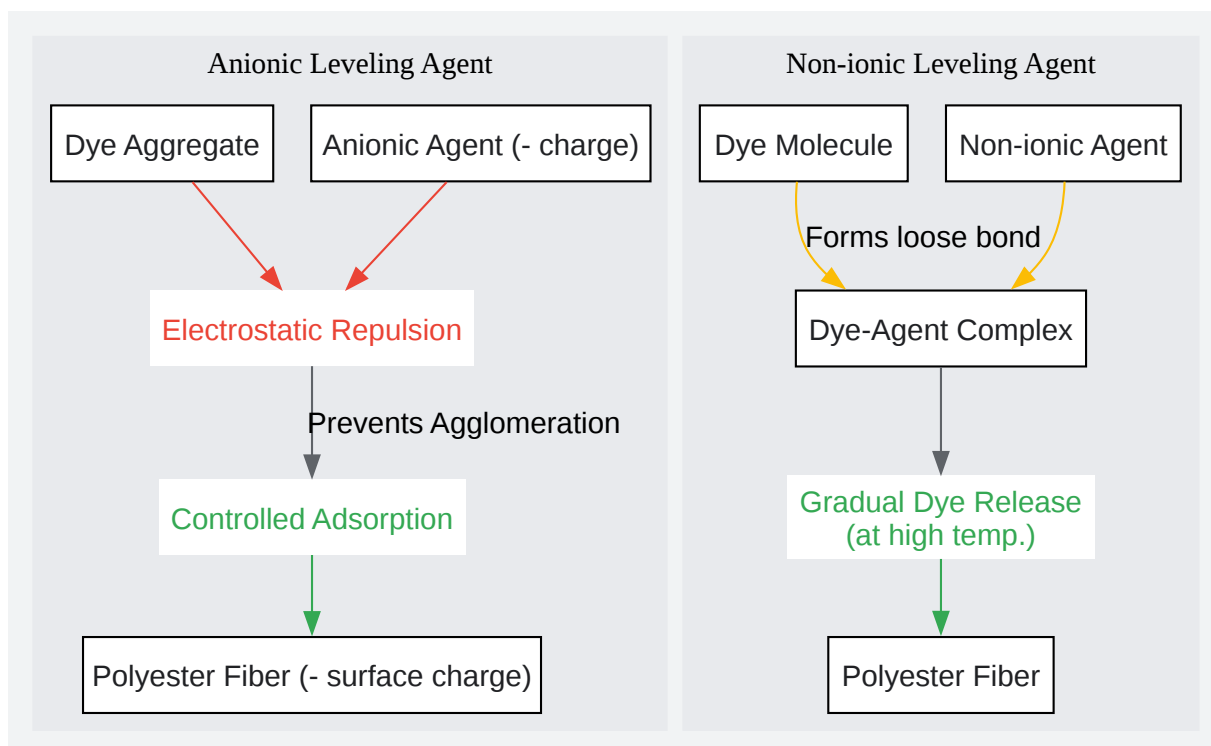 Anionic Leveling Agent
Dye Aggregate
Anionic Agent (- charge)
Electrostatic Repulsion
Prevents Agglomeration
Controlled Adsorption
Polyester Fiber (- surface charge)
Non-ionic Leveling Agent
Dye Molecule
Non-ionic Agent
Forms loose bond
Dye-Agent Complex
Gradual Dye Release
(at high temp.)
Polyester Fiber